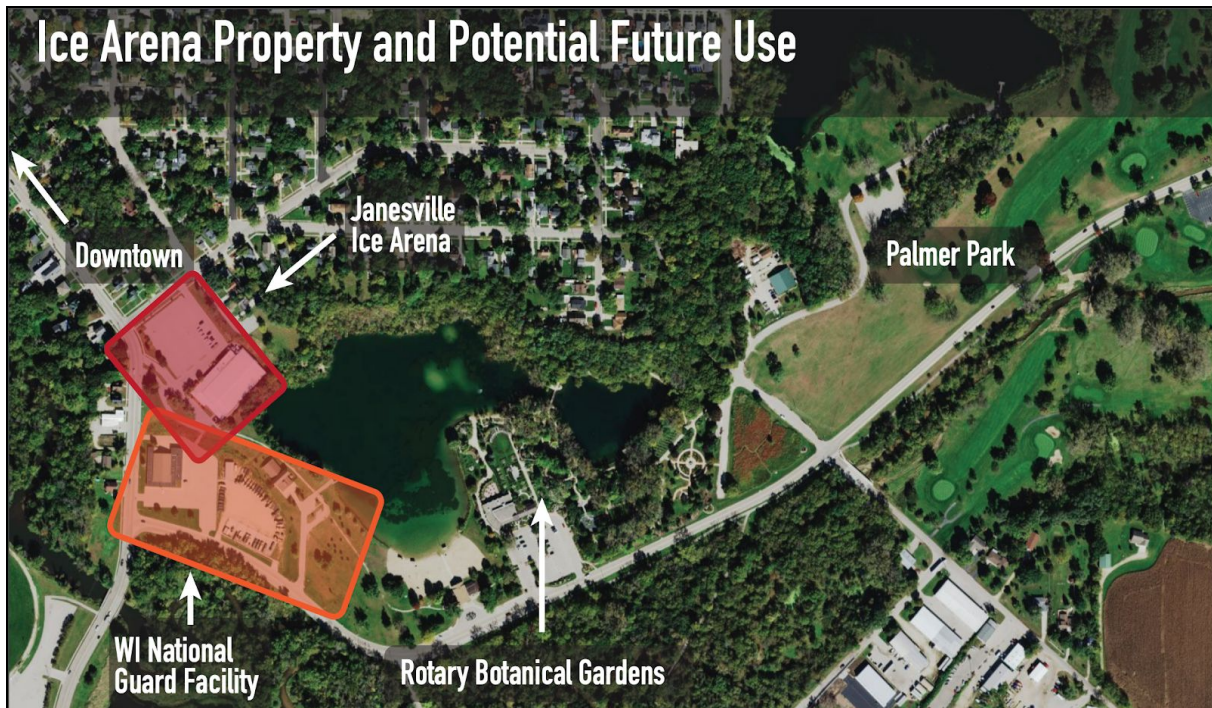 Ice Arena Property and Potential Future Use
Janesville
Ice Arena
Downtown
Palmer Park
WI National
Guard Facility
Rotary Botanical Gardens